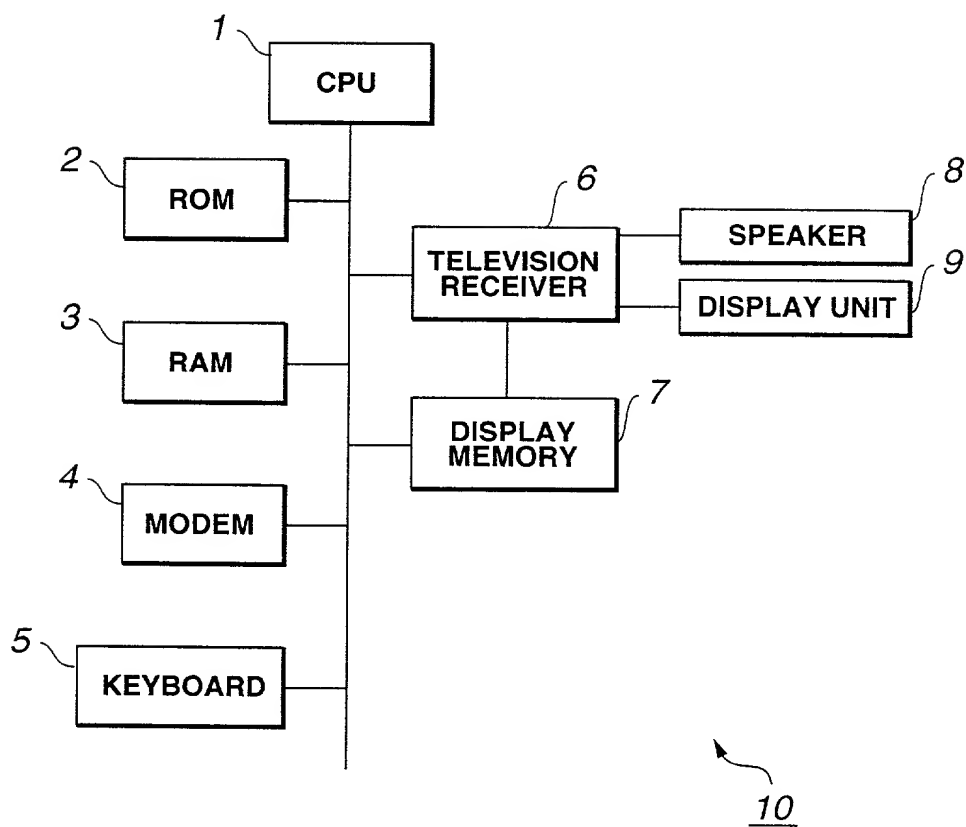 1
CPU
2
ROM
6
8
SPEAKER
TELEVISION
RECEIVER
9
DISPLAY UNIT
3
RAM
7
DISPLAY
MEMORY
4
MODEM
5
KEYBOARD
10